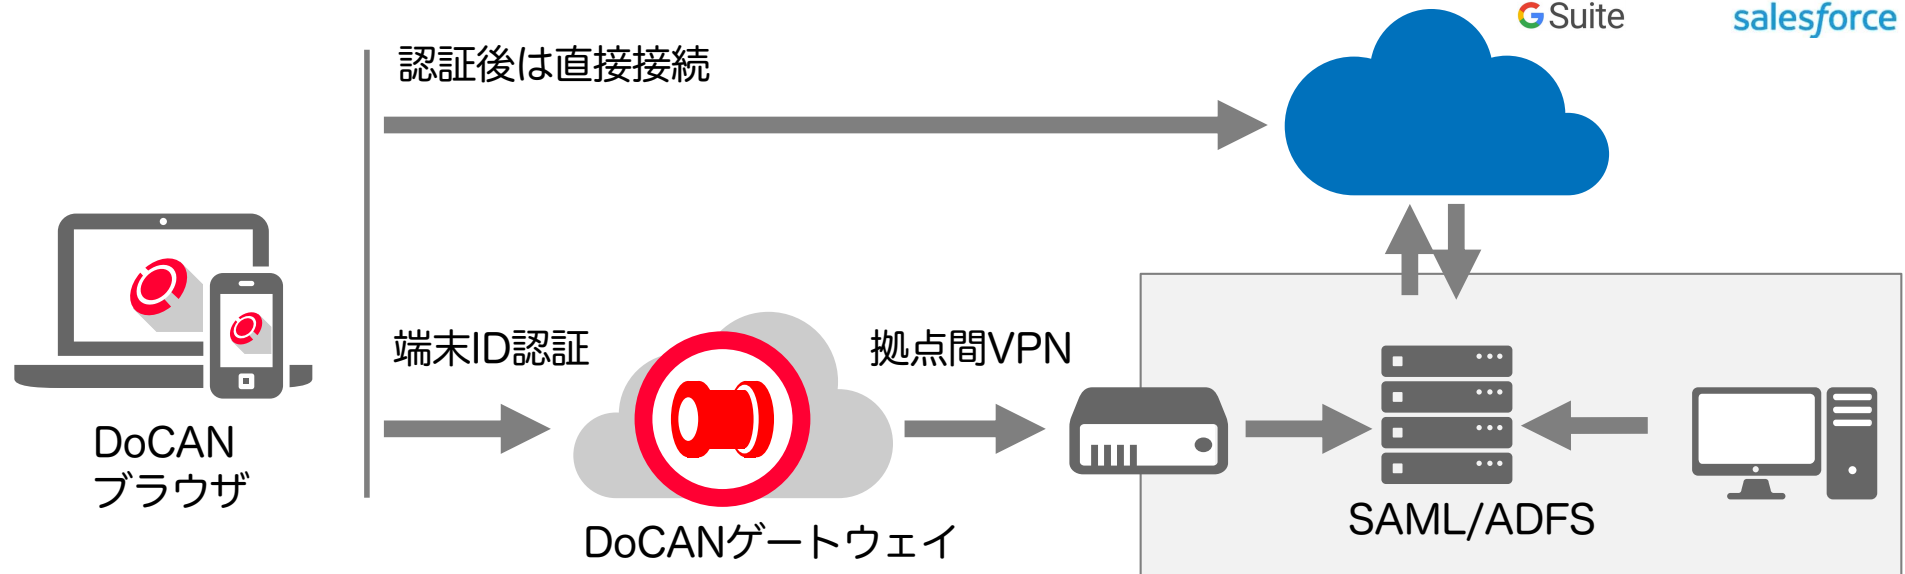 G Suite
salesforce
認証後は直接接続
端末ID認証
拠点間VPN
DoCAN
ブラウザ
DoCANゲートウェイ
SAML/ADFS